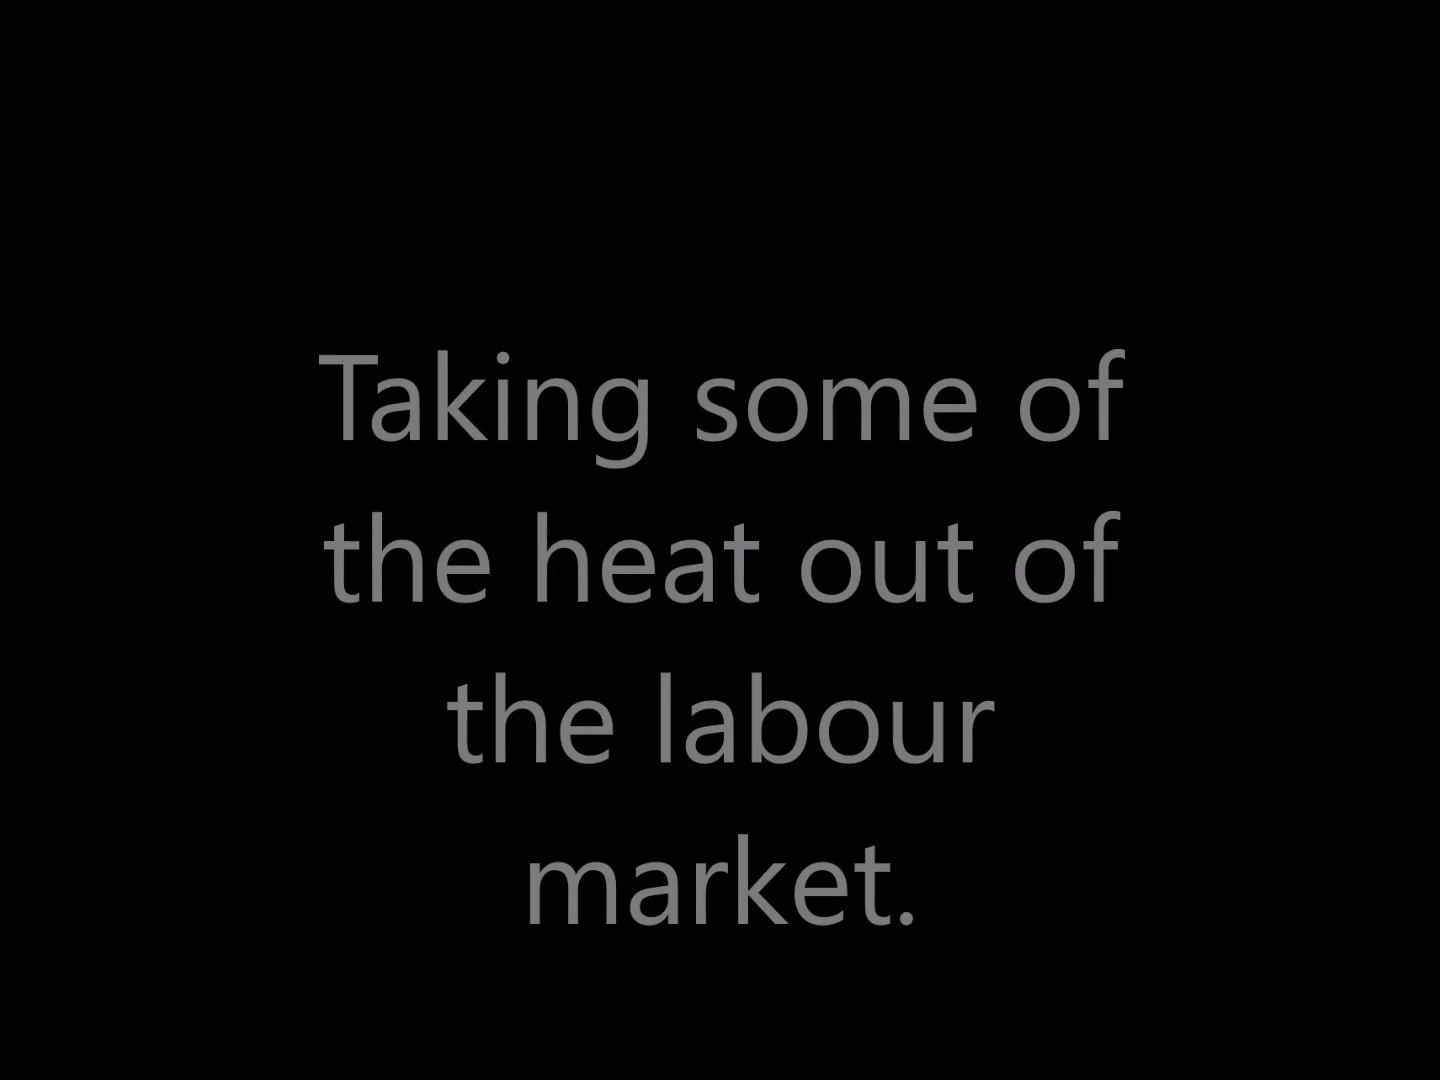 Taking some of
the heat out of
the labour
market.